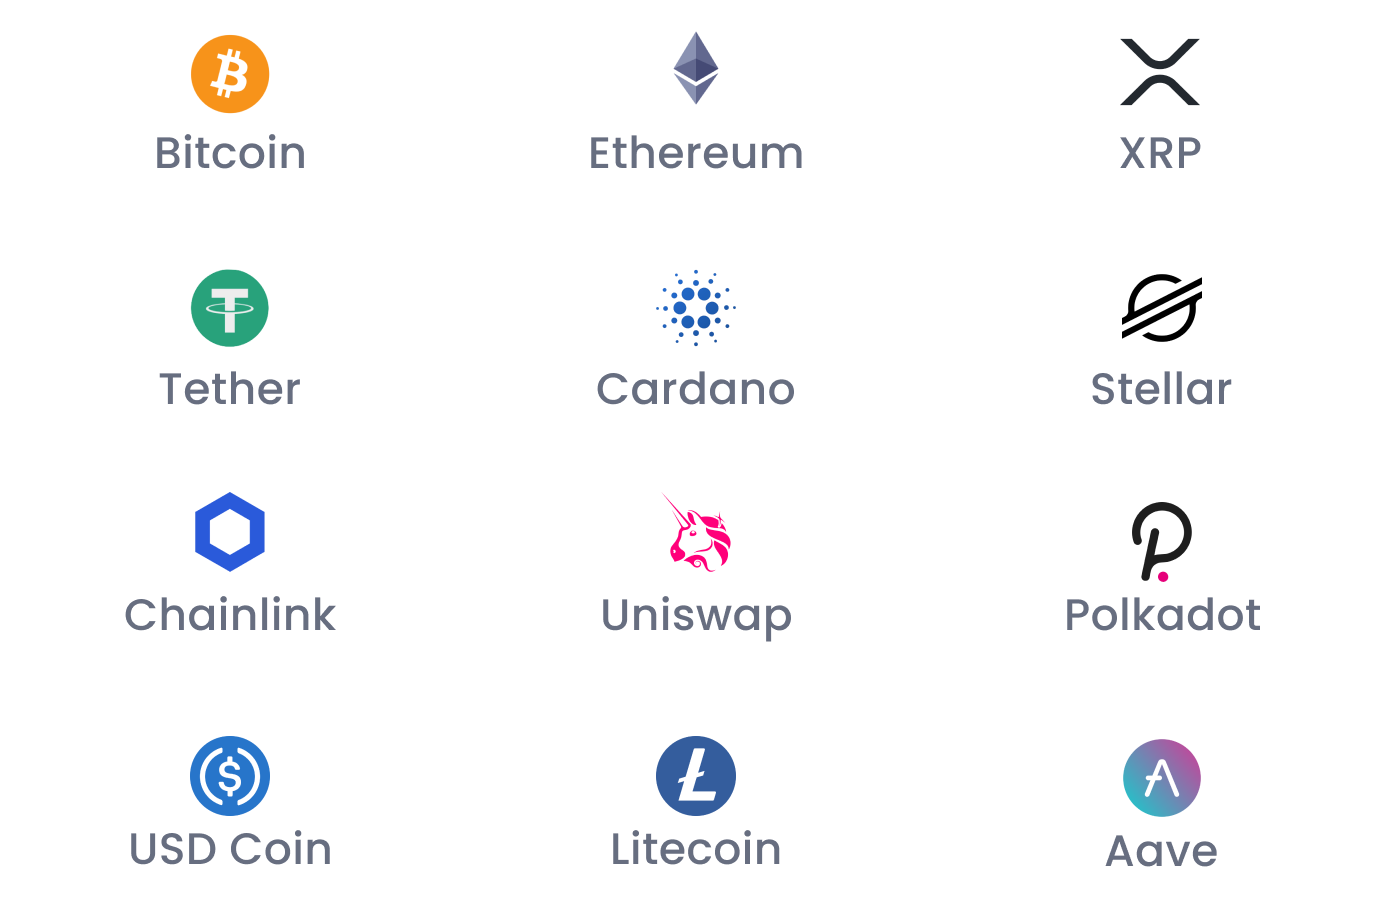 Bitcoin
Ethereum
XRP
Tether
Cardano
Stellar
Chainlink
Uniswap
Polkadot
USD Coin
Litecoin
Aave